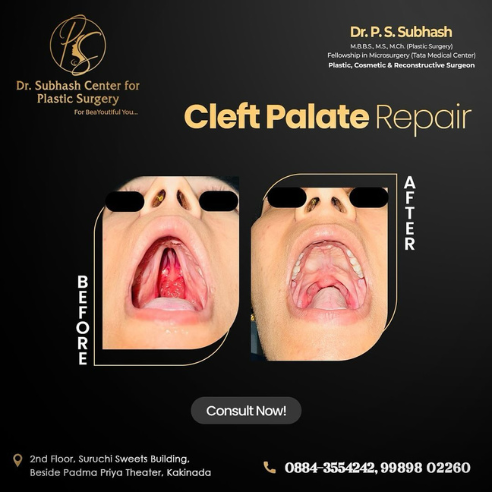 PS
Dr. Subhash Center for
Plastic Surgery
For BeaYoutiful You...
Dr. P. S. Subhash
M.B.B.S., M.S., M.Ch. (Plastic Surgery)
Fellowship in Microsurgery (Tata Medical Center)
Plastic, Cosmetic & Reconstructive Surgeon
Cleft Palate Repair
BEFORE
AFTER
Consult Now!
2nd Floor, Suruchi Sweets Building,
Beside Padma Priya Theater, Kakinada
0884-3554242, 99898 02260